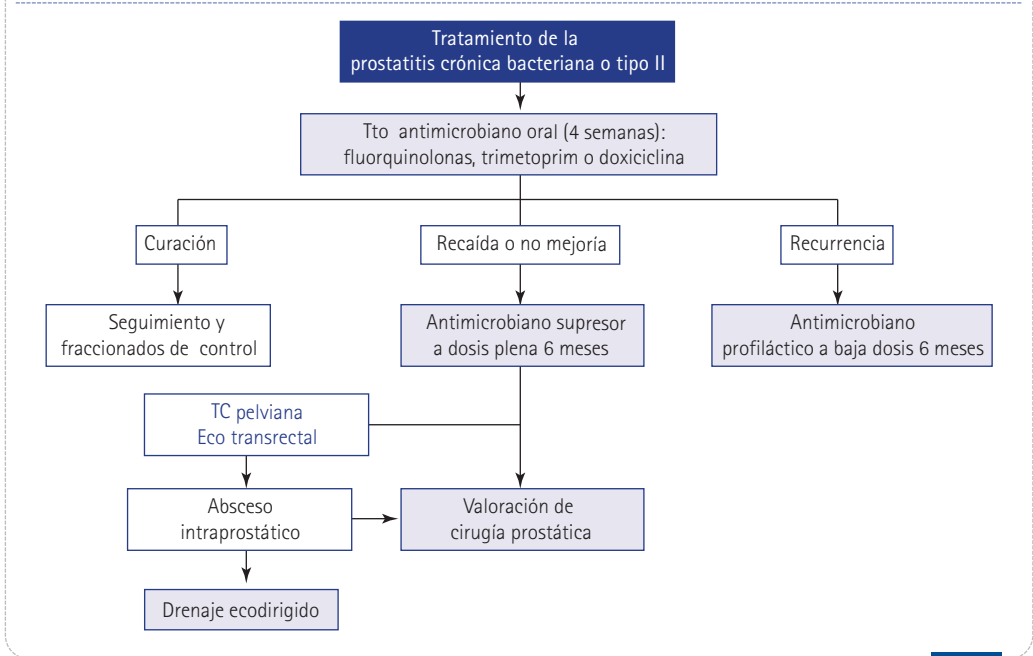 Tratamiento de la
prostatitis crónica bacteriana o tipo II
Tto antimicrobiano oral (4 semanas):
fluorquinolonas, trimetoprim o doxiciclina
Curación
Recaída o no mejoría
Recurrencia
Seguimiento y
fraccionados de control
Antimicrobiano supresor
a dosis plena 6 meses
Antimicrobiano
profiláctico a baja dosis 6 meses
TC pelviana
Eco transrectal
Absceso
intraprostático
Valoración de
cirugía prostática
Drenaje ecodirigido